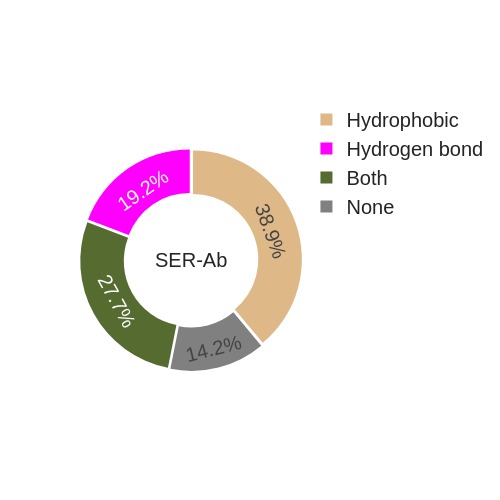 Hydrophobic
Hydrogen bond
Both
None
19.2%
38.9%
SER-Ab
27.7%
14.2%